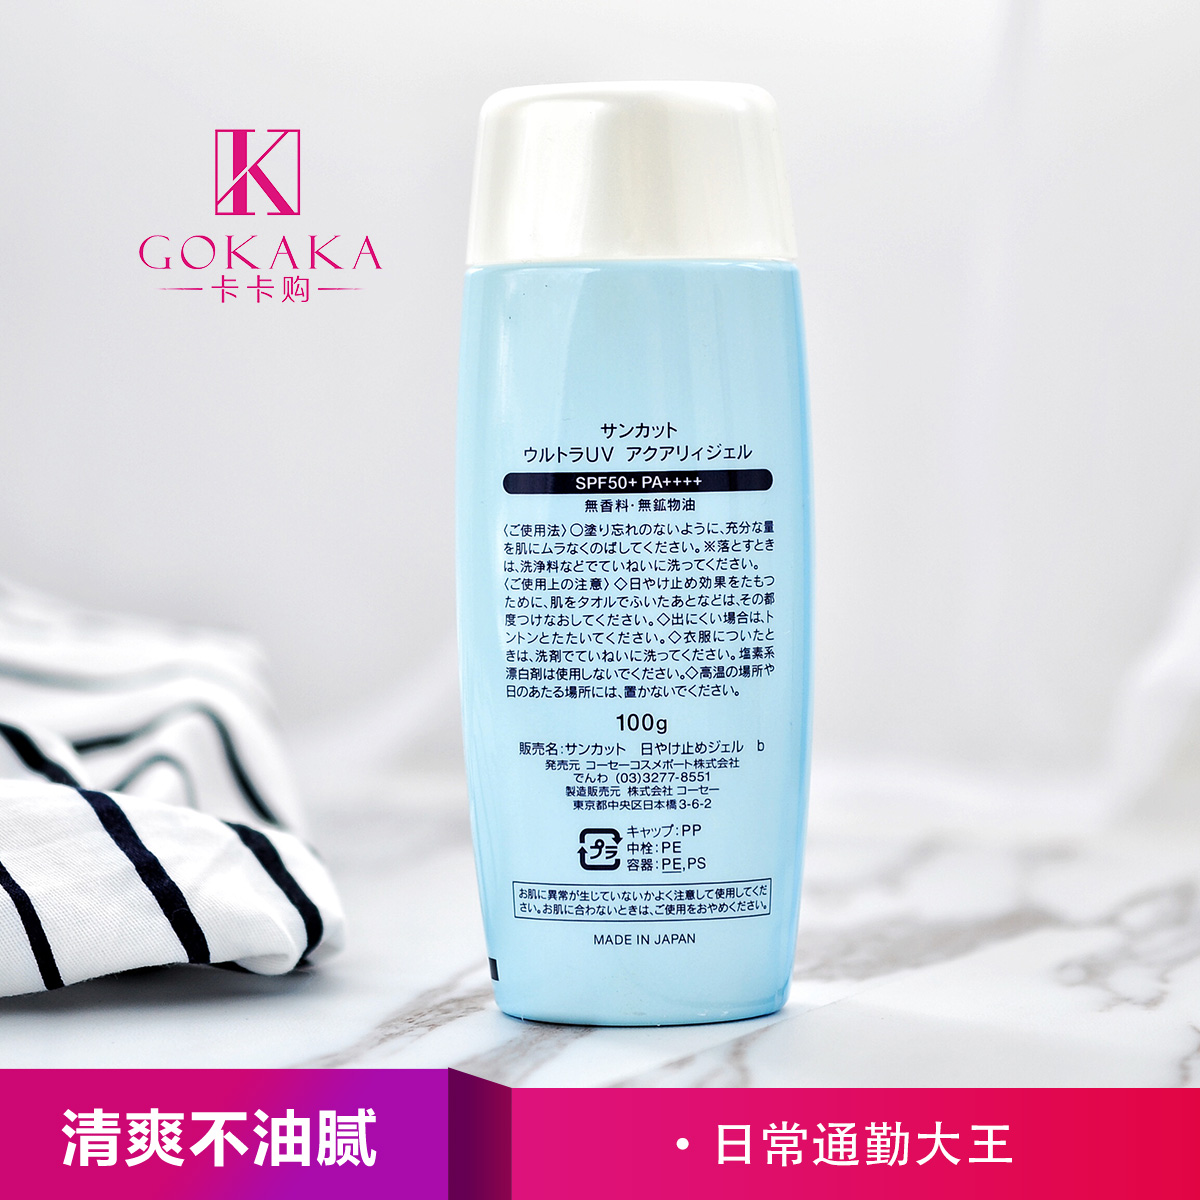 K
GOKAKA
卡卡购
サンカット
ウルトラUV アクアリィジェル
SPF50+ PA++++
無香料・無鉱物油
〈ご使用法〉〇塗り忘れのないように、充分な量
を肌にムラなくのばしてください。※落とすとき
は、洗浄料などでていねいに洗ってください。
〈ご使用上の注意〉◇日やけ止め効果をたもつ
ために、肌をタオルでふいたあとなどは、その都
度つけなおしてください。◇出にくい場合は、ト
ントンとたたいてください。◇衣服についたと
きは、洗剤でていねいに洗ってください。塩素系
漂白剤は使用しないでください。◇高温の場所や
日のあたる場所には、置かないでください。
100g
販売名:サンカット 日やけ止めジェル b
発売元 コーセーコスメポート株式会社
でんわ (03)3277-8551
製造販売元 株式会社 コーセー
東京都中央区日本橋3-6-2
プラ
キャップ:PP
中栓:PE
容器:PE,PS
お肌に異常が生じていないかよく注意して使用してくだ
さい。お肌に合わないときは、ご使用をおやめください。
MADE IN JAPAN
清爽不油腻
• 日常通勤大王